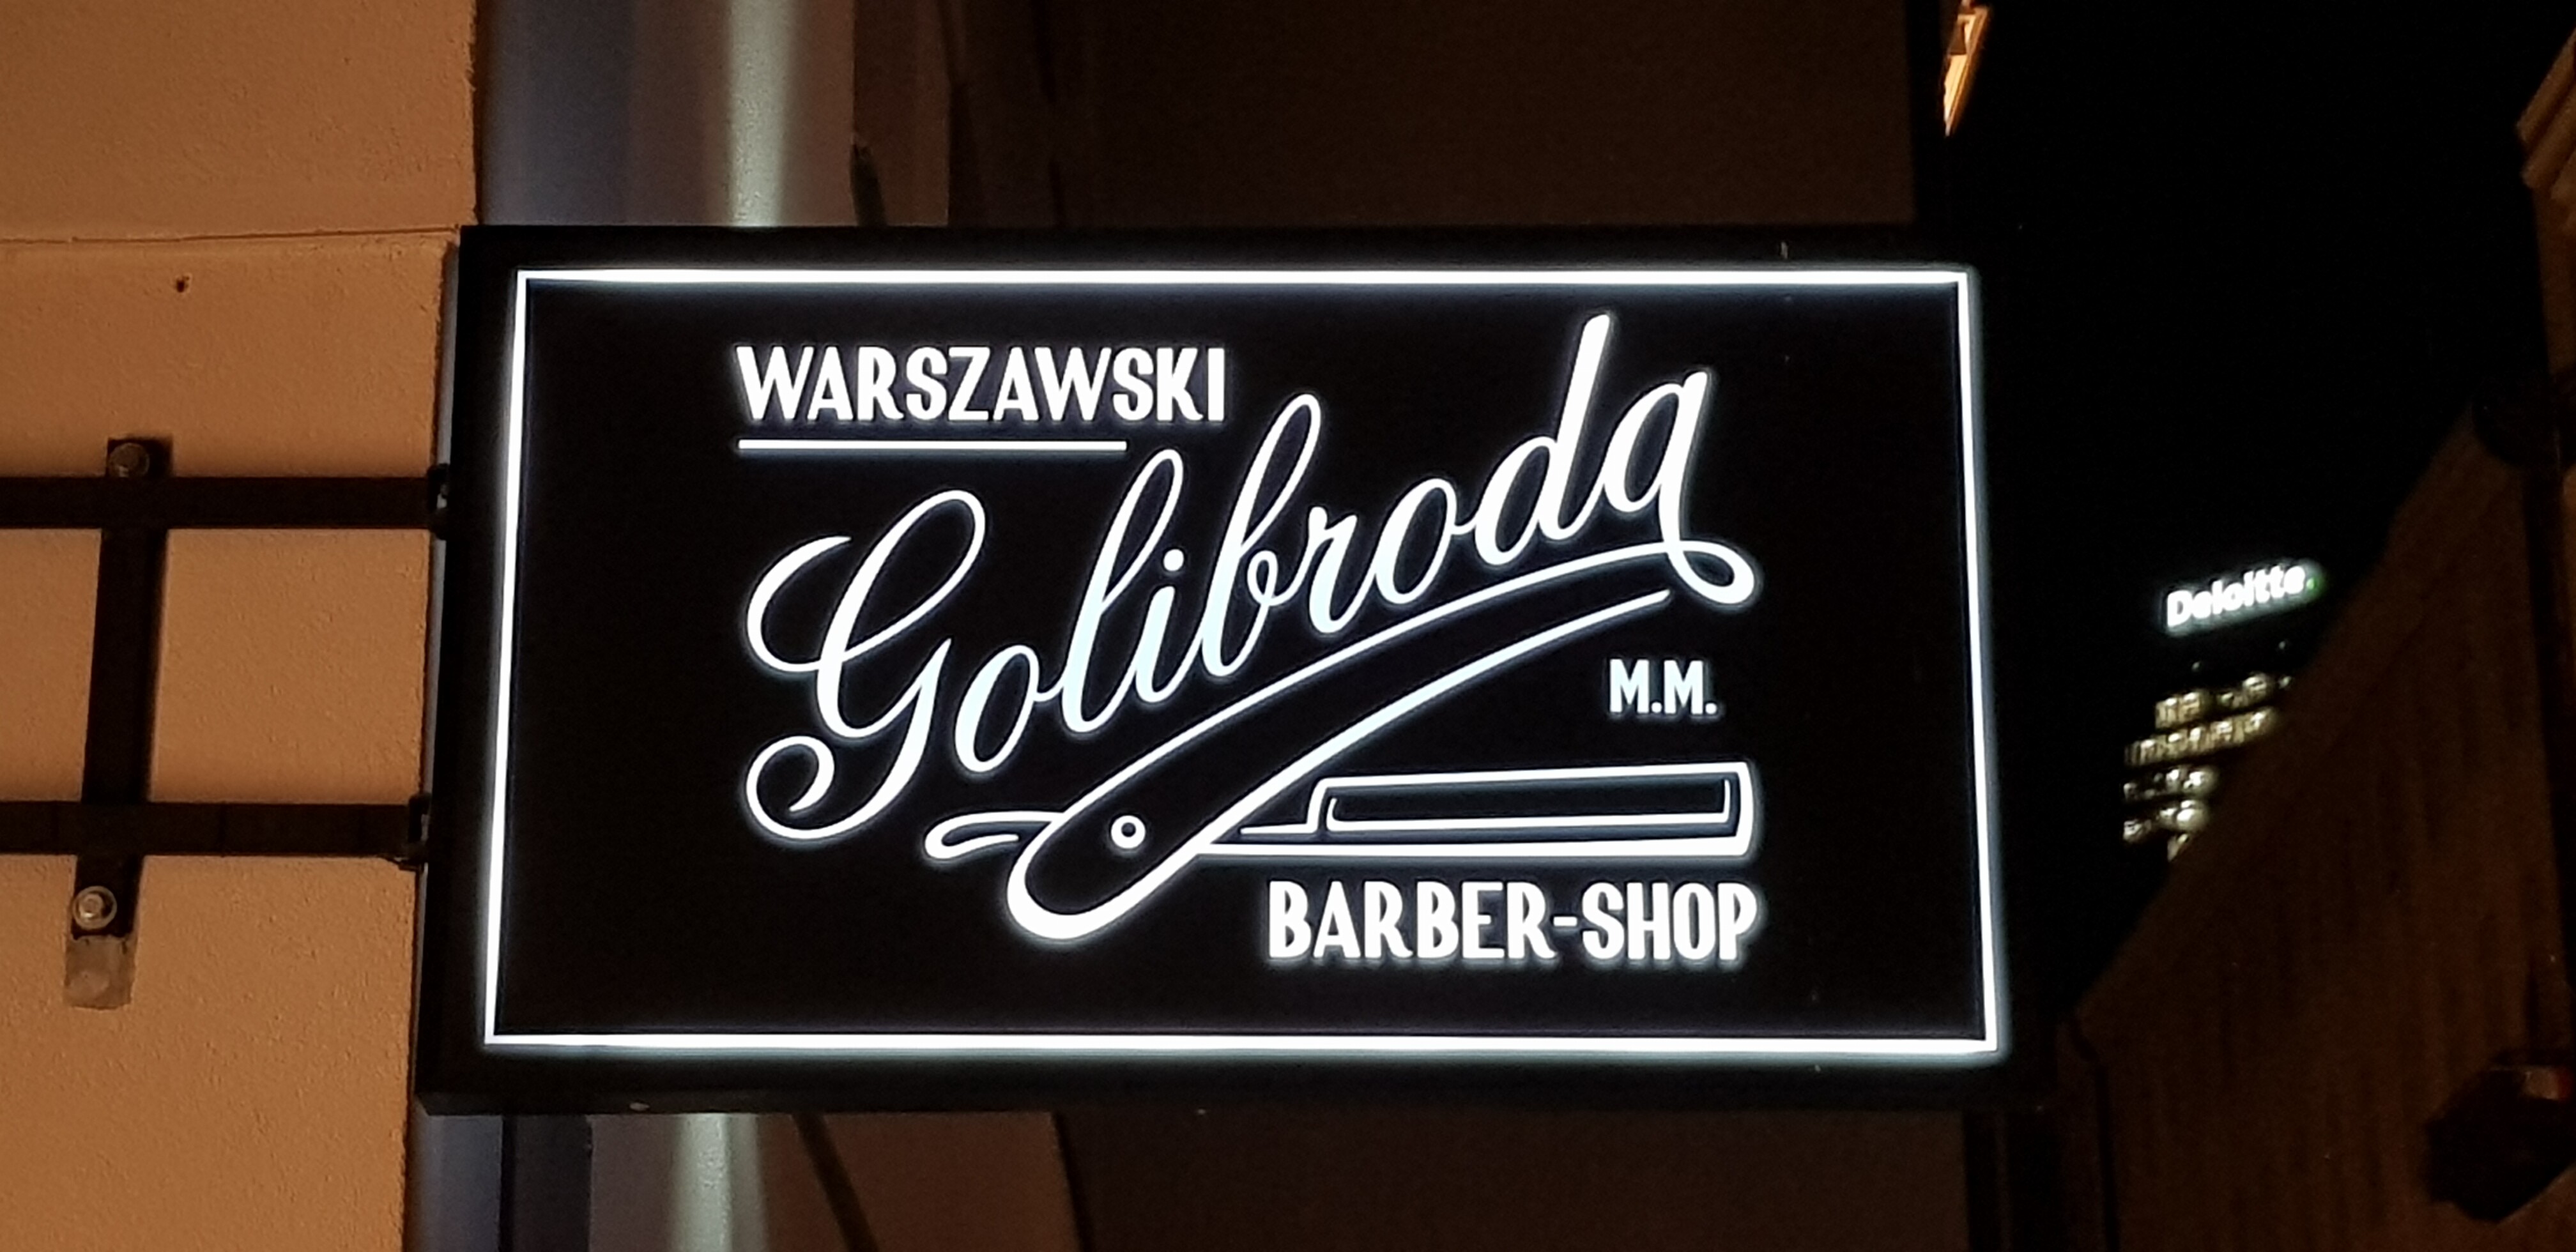 WARSZAWSKI
Golibroda
M.M.
BARBER-SHOP
Deloitte.